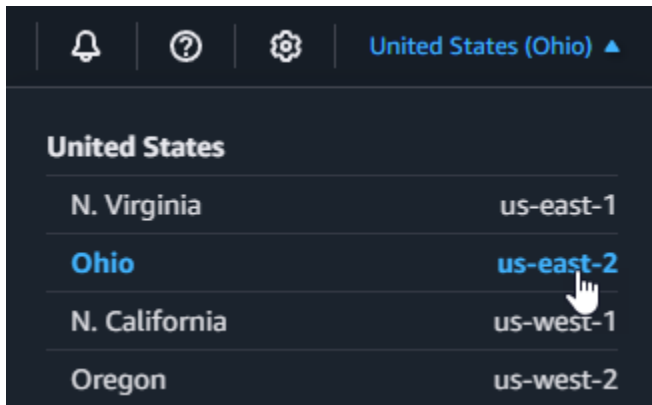 United States (Ohio) ▲
United States
N. Virginia us-east-1
Ohio us-east-2
N. California us-west-1
Oregon us-west-2